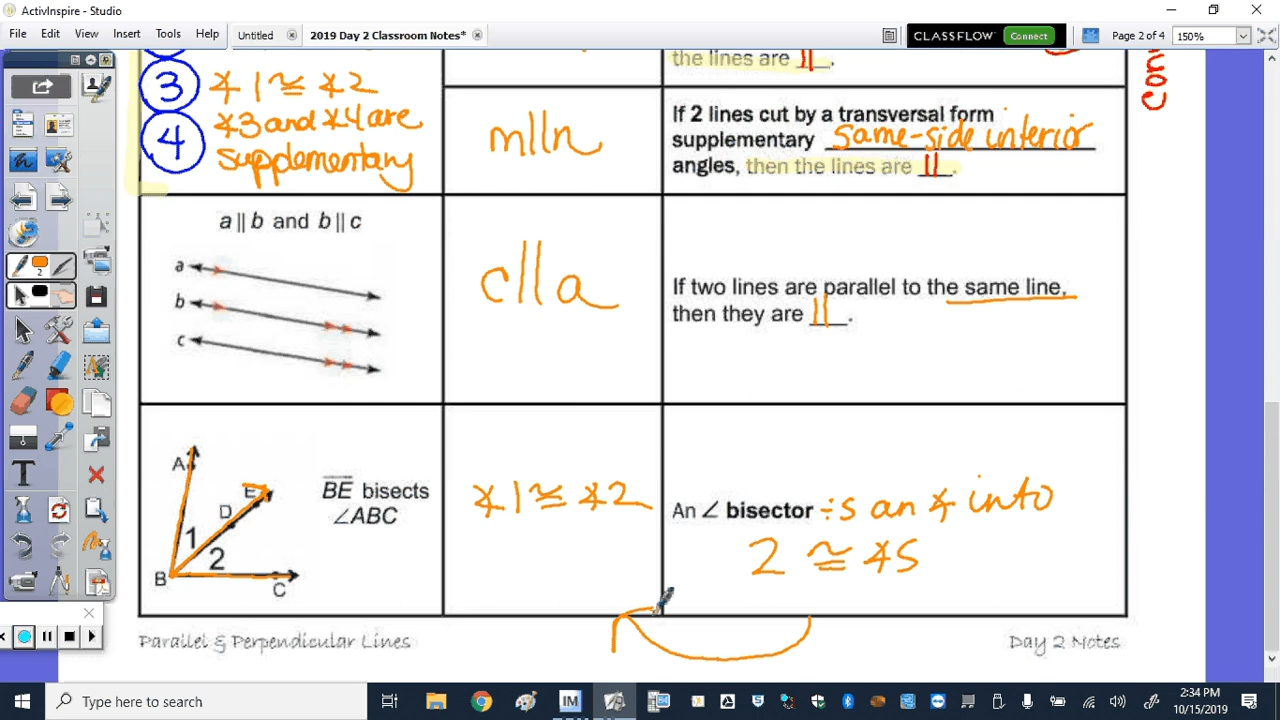 ActivInspire - Studio
File Edit View Insert Tools Help Untitled 2019 Day 2 Classroom Notes* CLASSFLOW Connect Page 2 of 4 150%
the lines are ||.
3 ∡1≅∡2
4 ∡3 and ∡4 are
supplementary
m||n
If 2 lines cut by a transversal form
supplementary same-side interior
angles, then the lines are ||.
Con
a || b and b || c
a
b
c
c||a
If two lines are parallel to the same line,
then they are ||.
A
E
D
1
2
B
C
BE bisects
∠ABC
∡1≅∡2
An ∠ bisector ÷s an ∡ into
2 ≅ ∡s
Parallel & Perpendicular Lines
Day 2 Notes
Type here to search
2:34 PM
10/15/2019